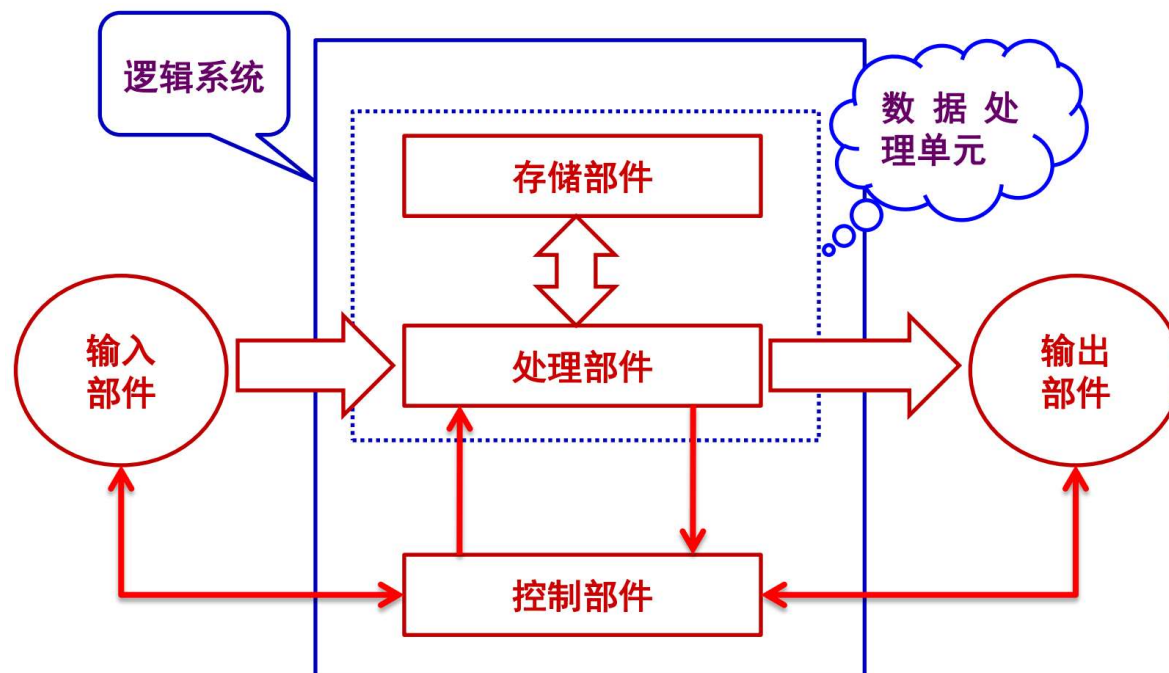 逻辑系统
数 据 处
理单元
存储部件
输入
部件
处理部件
输出
部件
控制部件